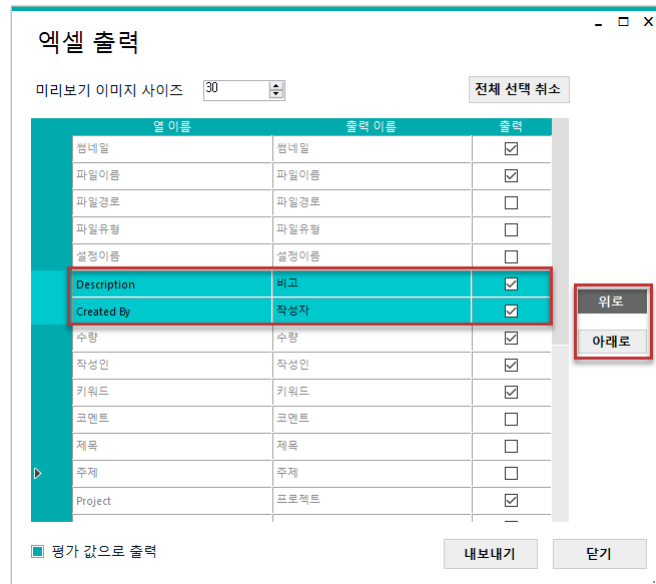 엑셀 출력
미리보기 이미지 사이즈 30 전체 선택 취소
열 이름 출력 이름 출력
썸네일 썸네일
파일이름 파일이름
파일경로 파일경로
파일유형 파일유형
설정이름 설정이름
Description 비고
Created By 작성자
위로
수량 수량
아래로
작성인 작성인
키워드 키워드
코멘트 코멘트
제목 제목
주제 주제
Project 프로젝트
평가 값으로 출력 내보내기 닫기